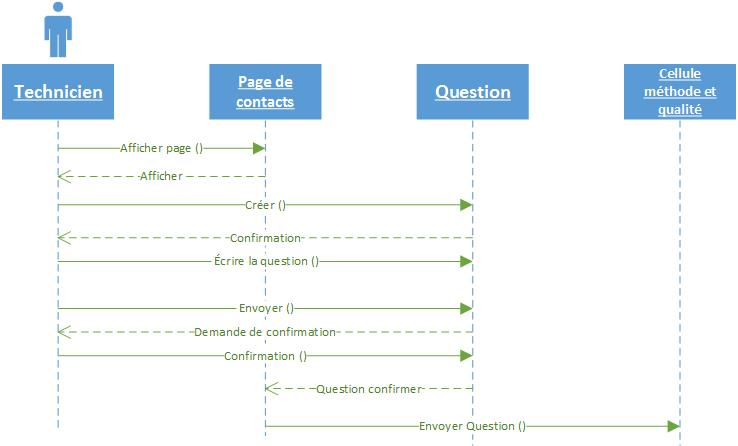 Technicien
Page de
contacts
Question
Cellule
méthode et
qualité
Afficher page ()
Afficher
Créer ()
Confirmation
Écrire la question ()
Envoyer ()
Demande de confirmation
Confirmation ()
Question confirmer
Envoyer Question ()